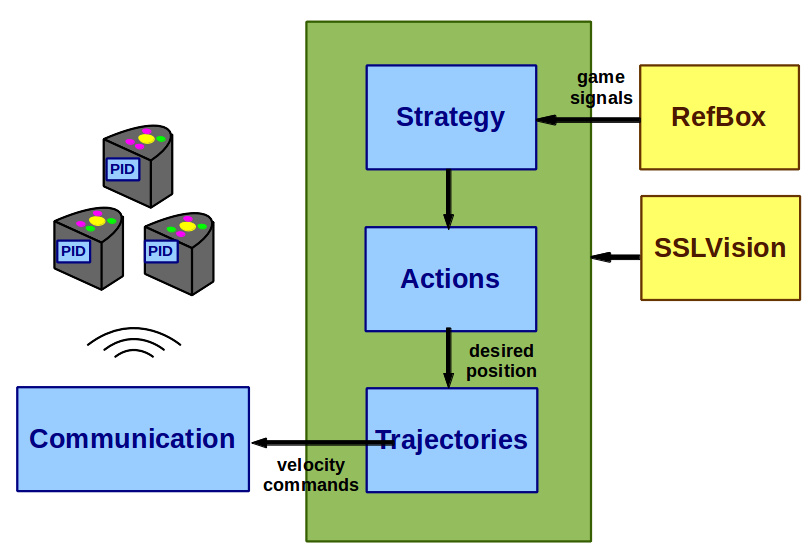 game
signals
Strategy
RefBox
PID
SSLVision
PID
PID
Actions
desired
position
Communication
Trajectories
velocity
commands